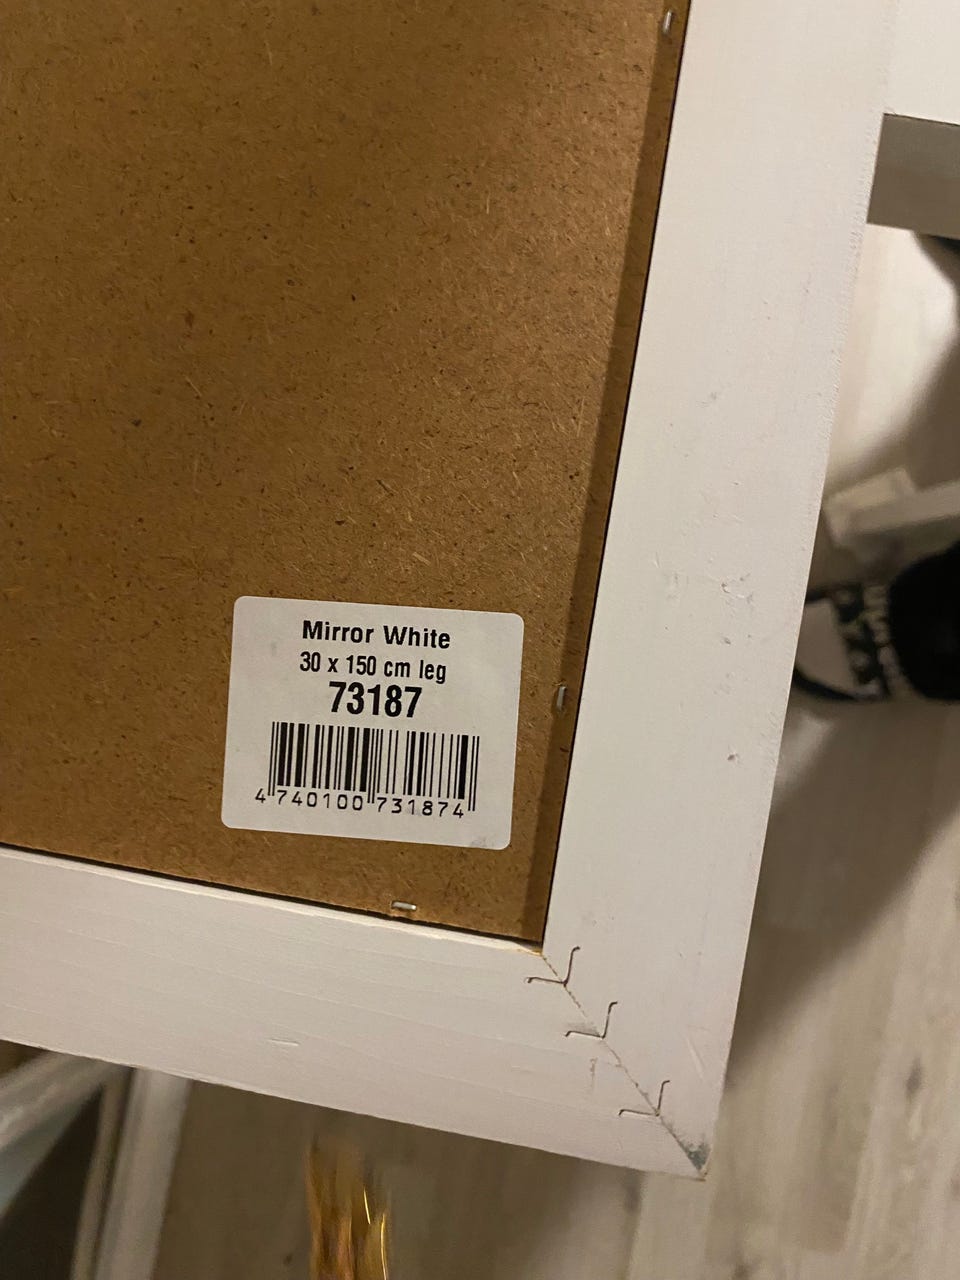 Mirror White
30 x 150 cm leg
73187
4 740100 731874